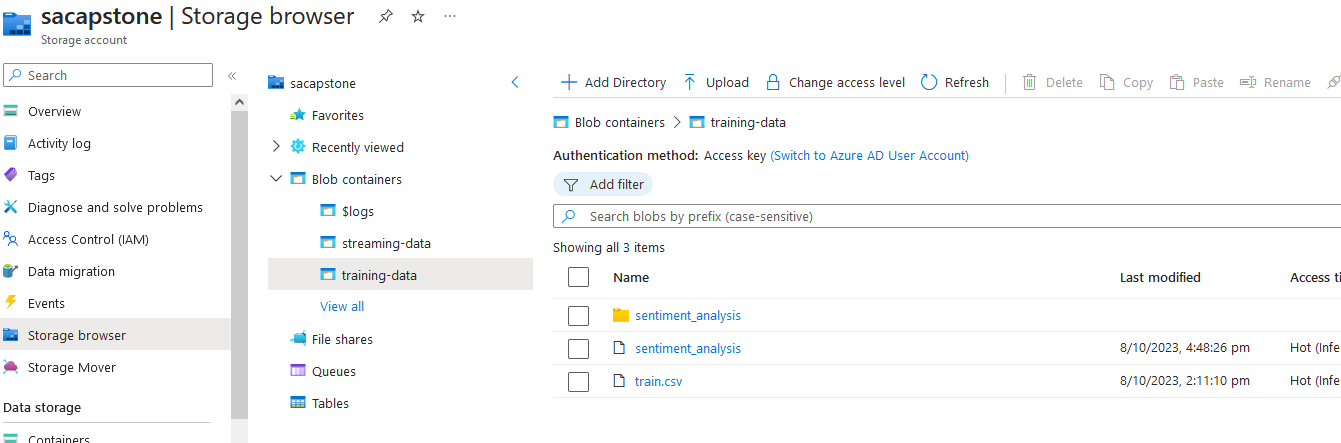 sacapstone | Storage browser
Storage account
Search
Overview
Activity log
Tags
Diagnose and solve problems
Access Control (IAM)
Data migration
Events
Storage browser
Storage Mover
Data storage
Containers
sacapstone
Favorites
Recently viewed
Blob containers
$logs
streaming-data
training-data
View all
File shares
Queues
Tables
Add Directory Upload Change access level Refresh Delete Copy Paste Rename
Blob containers training-data
Authentication method: Access key (Switch to Azure AD User Account)
Add filter
Search blobs by prefix (case-sensitive)
Showing all 3 items
Name Last modified Access ti
sentiment_analysis
sentiment_analysis 8/10/2023, 4:48:26 pm Hot (Infe
train.csv 8/10/2023, 2:11:10 pm Hot (Infe